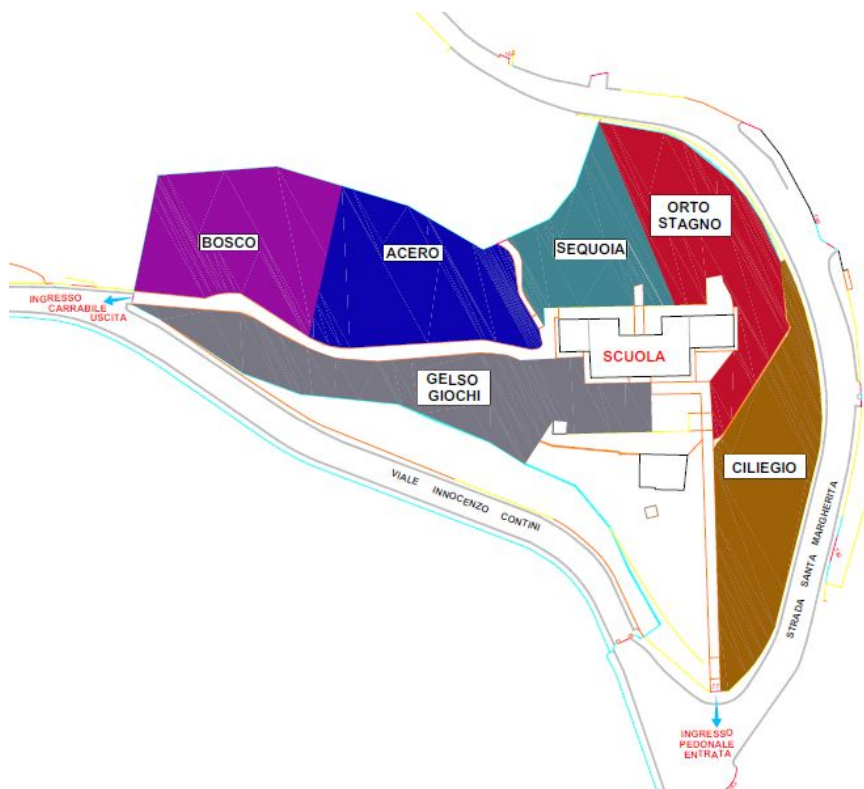 ORTO
STAGNO
BOSCO
ACERO
SEQUOIA
INGRESSO
CARRABILE
USCITA
SCUOLA
GELSO
GIOCHI
CILIEGIO
VIALE INNOCENZO CONTINI
STRADA SANTA MARGHERITA
INGRESSO
PEDONALE
ENTRATA